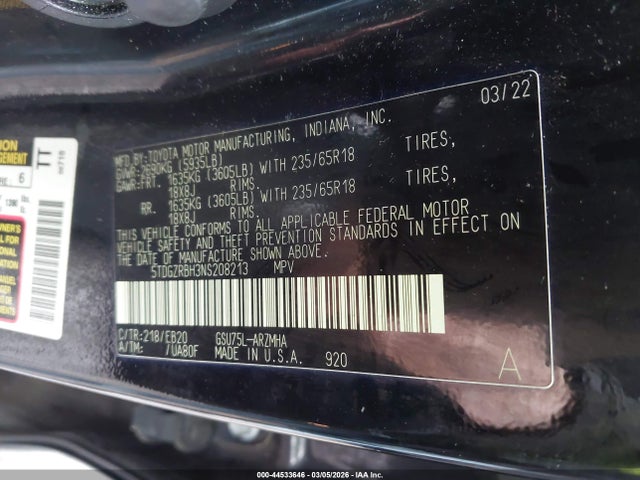 03/22
MFD.BY:TOYOTA MOTOR MANUFACTURING, INDIANA, INC.
GVWR:2690KG (5935LB)
GAWR:FRT. 1635KG (3605LB) WITH 235/65R18 TIRES,
18X8J RIMS.
RR. 1635KG (3605LB) WITH 235/65R18 TIRES,
18X8J RIMS.
THIS VEHICLE CONFORMS TO ALL APPLICABLE FEDERAL MOTOR
VEHICLE SAFETY AND THEFT PREVENTION STANDARDS IN EFFECT ON
THE DATE OF MANUFACTURE SHOWN ABOVE.
5TDGZRBH3NS208213 MPV
C/TR:218/EB20 GSU75L-ARZMHA
A/TM: /UA80F MADE IN U.S.A. 920
A
TT
6
000-44533646 - 03/05/2026 - IAA Inc.